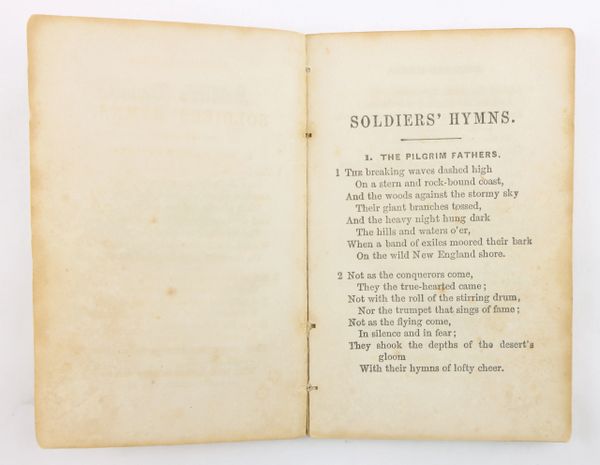 SOLDIERS' HYMNS.
1. THE PILGRIM FATHERS.
1 THE breaking waves dashed high
On a stern and rock-bound coast,
And the woods against the stormy sky
Their giant branches tossed,
And the heavy night hung dark
The hills and waters o'er,
When a band of exiles moored their bark
On the wild New England shore.
2 Not as the conquerors come,
They the true-hearted came;
Not with the roll of the stirring drum,
Nor the trumpet that sings of fame;
Not as the flying come,
In silence and in fear;
They shook the depths of the desert's
gloom
With their hymns of lofty cheer.